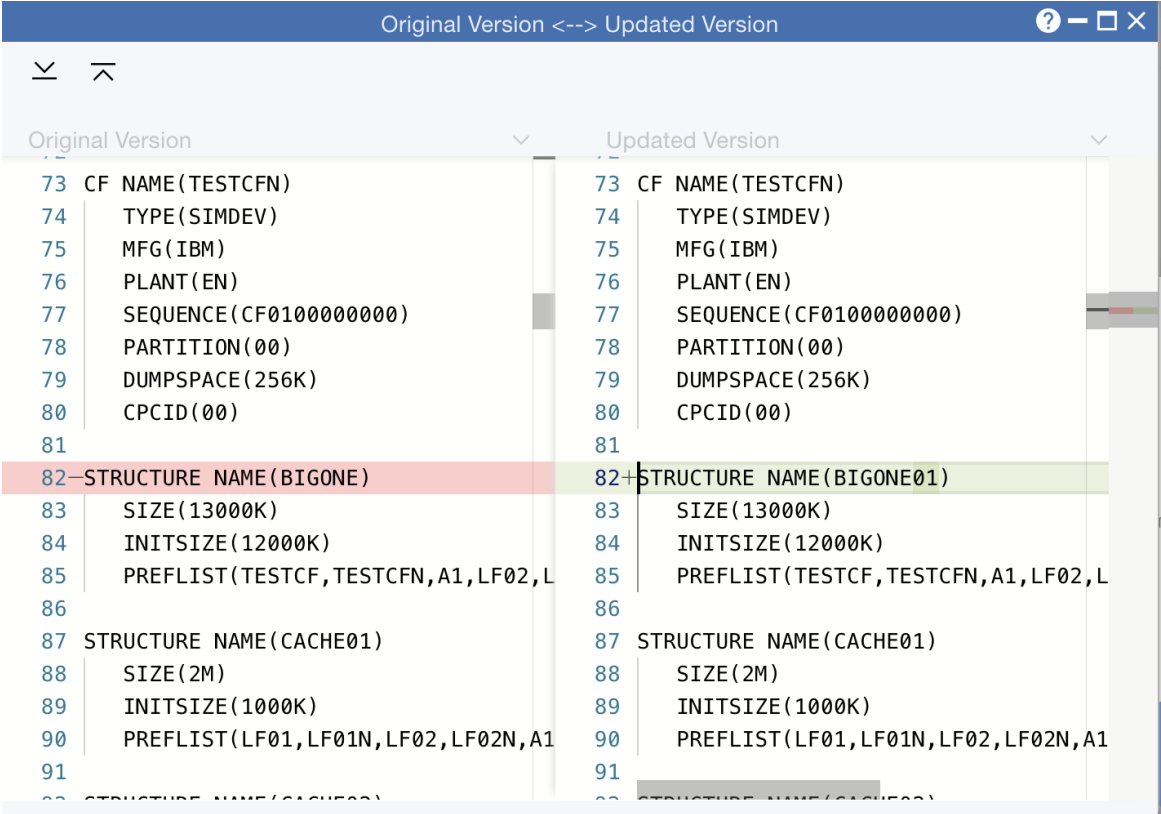 Original Version <--> Updated Version
Original Version
73 CF NAME(TESTCFN)
74 TYPE(SIMDEV)
75 MFG(IBM)
76 PLANT(EN)
77 SEQUENCE(CF0100000000)
78 PARTITION(00)
79 DUMPSPACE(256K)
80 CPCID(00)
81
82—STRUCTURE NAME(BIGONE)
83 SIZE(13000K)
84 INITSIZE(12000K)
85 PREFLIST(TESTCF,TESTCFN,A1,LF02,L
86
87 STRUCTURE NAME(CACHE01)
88 SIZE(2M)
89 INITSIZE(1000K)
90 PREFLIST(LF01,LF01N,LF02,LF02N,A1
91
Updated Version
73 CF NAME(TESTCFN)
74 TYPE(SIMDEV)
75 MFG(IBM)
76 PLANT(EN)
77 SEQUENCE(CF0100000000)
78 PARTITION(00)
79 DUMPSPACE(256K)
80 CPCID(00)
81
82+STRUCTURE NAME(BIGONE01)
83 SIZE(13000K)
84 INITSIZE(12000K)
85 PREFLIST(TESTCF,TESTCFN,A1,LF02,L
86
87 STRUCTURE NAME(CACHE01)
88 SIZE(2M)
89 INITSIZE(1000K)
90 PREFLIST(LF01,LF01N,LF02,LF02N,A1
91